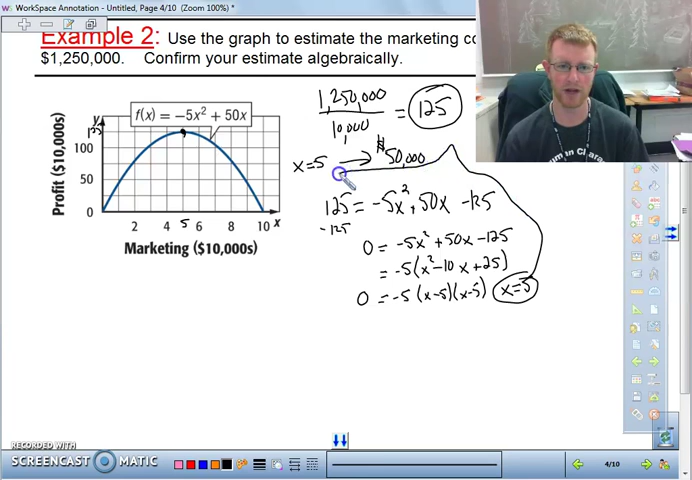 WorkSpace Annotation - Untitled, Page 4/10 (Zoom 100%)
Example 2: Use the graph to estimate the marketing co
$1,250,000. Confirm your estimate algebraically.
y
125
f(x) = −5x² + 50x
100
50
0
2 4 5 6 8 10 x
Profit ($10,000s)
Marketing ($10,000s)
1,250,000 / 10,000 = 125
x=5 → $50,000
125 = -5x² + 50x -125
-125
0 = -5x² + 50x - 125
= -5(x² - 10x + 25)
0 = -5 (x-5)(x-5) x=5
RECORDED WITH
SCREENCAST MATIC
4/10